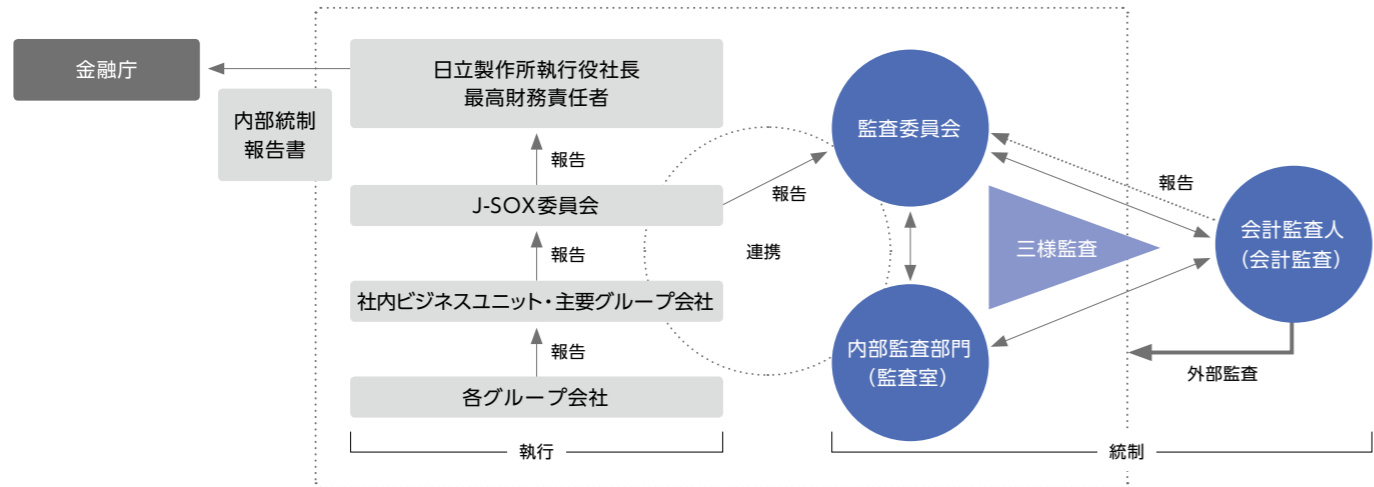 金融庁
内部統制
報告書
日立製作所執行役社長
最高財務責任者
報告
J-SOX委員会
報告
社内ビジネスユニット・主要グループ会社
報告
各グループ会社
執行
報告
連携
監査委員会
内部監査部門
（監査室）
三様監査
報告
会計監査人
（会計監査）
外部監査
統制